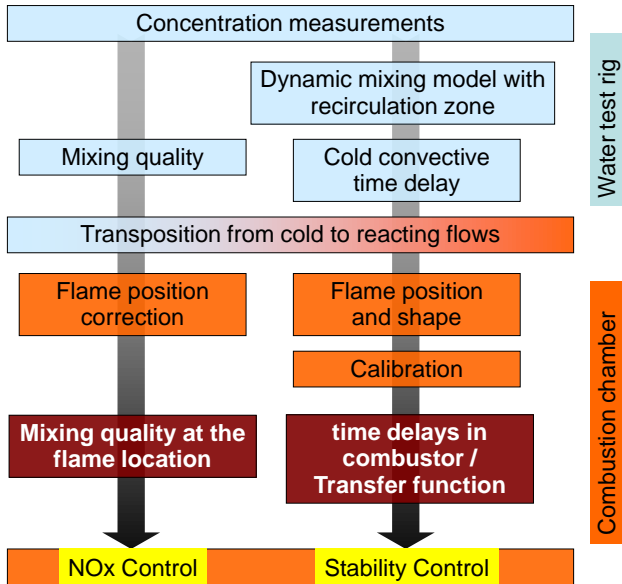 Concentration measurements
Dynamic mixing model with
recirculation zone
Mixing quality
Cold convective
time delay
Water test rig
Transposition from cold to reacting flows
Flame position
correction
Flame position
and shape
Calibration
Mixing quality at the
flame location
time delays in
combustor /
Transfer function
Combustion chamber
NOx Control
Stability Control